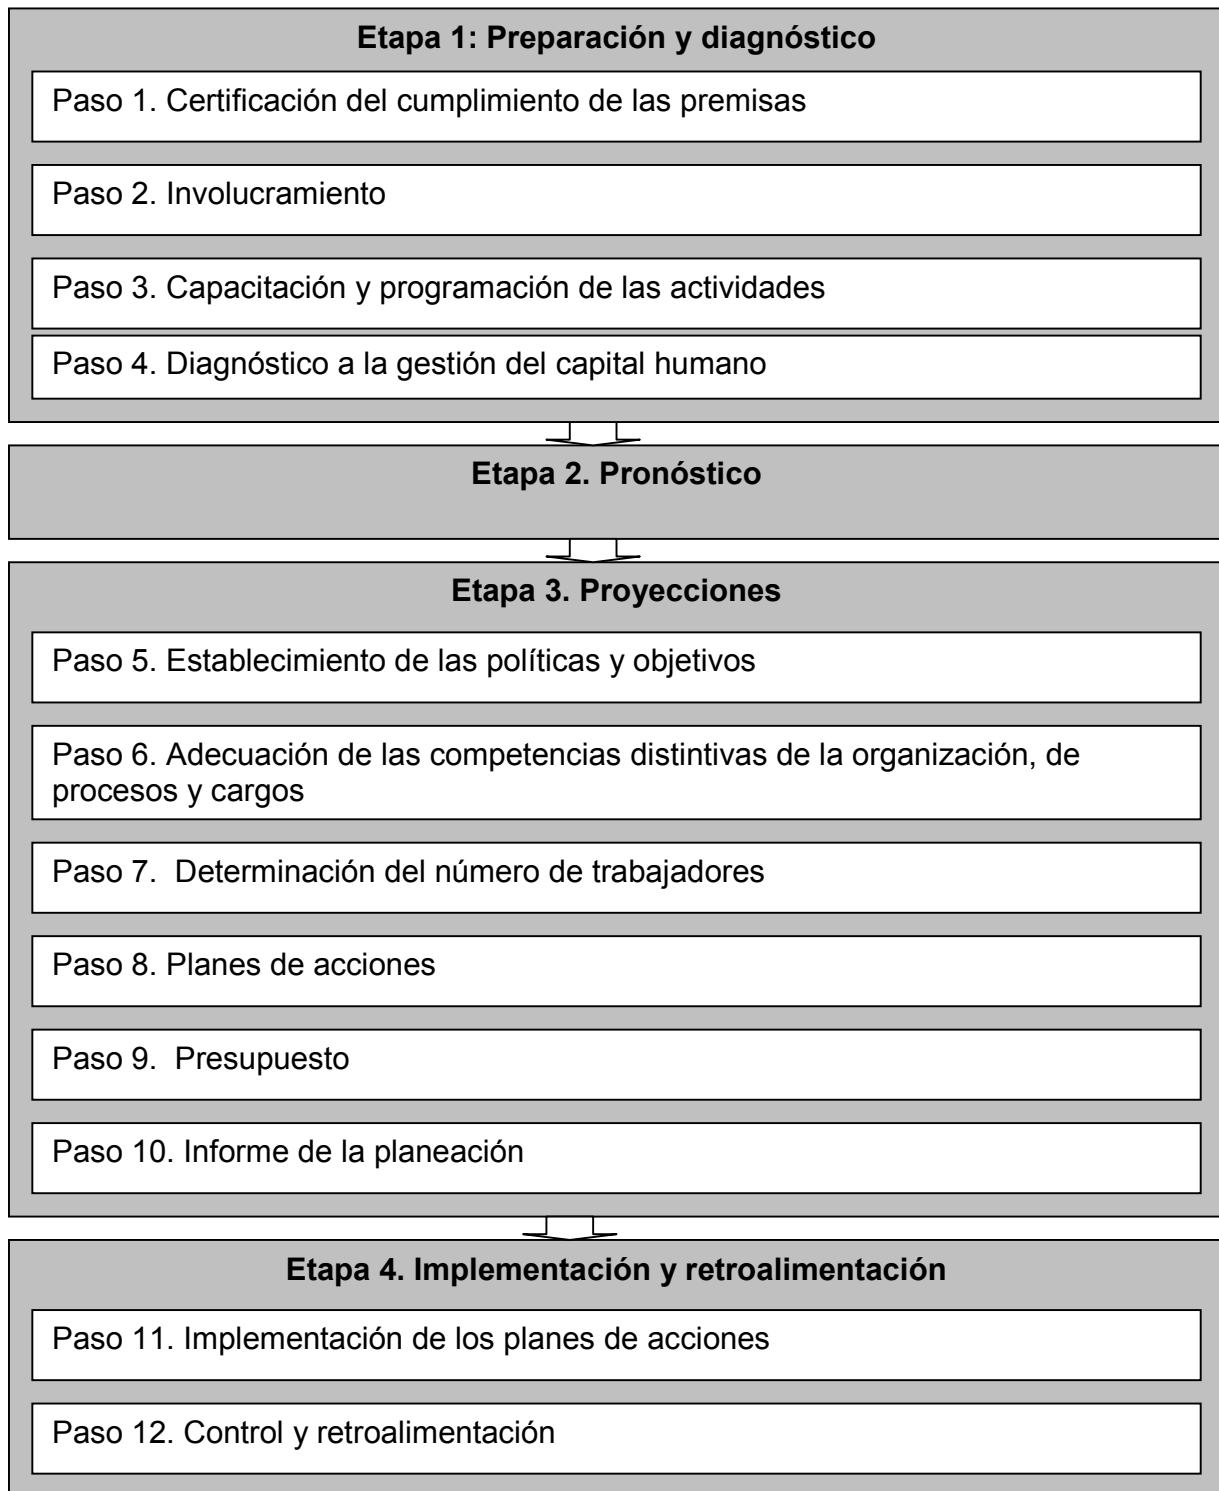 Etapa 1: Preparación y diagnóstico
Paso 1. Certificación del cumplimiento de las premisas
Paso 2. Involucramiento
Paso 3. Capacitación y programación de las actividades
Paso 4. Diagnóstico a la gestión del capital humano
Etapa 2. Pronóstico
Etapa 3. Proyecciones
Paso 5. Establecimiento de las políticas y objetivos
Paso 6. Adecuación de las competencias distintivas de la organización, de
procesos y cargos
Paso 7.  Determinación del número de trabajadores
Paso 8. Planes de acciones
Paso 9.  Presupuesto
Paso 10. Informe de la planeación
Etapa 4. Implementación y retroalimentación
Paso 11. Implementación de los planes de acciones
Paso 12. Control y retroalimentación